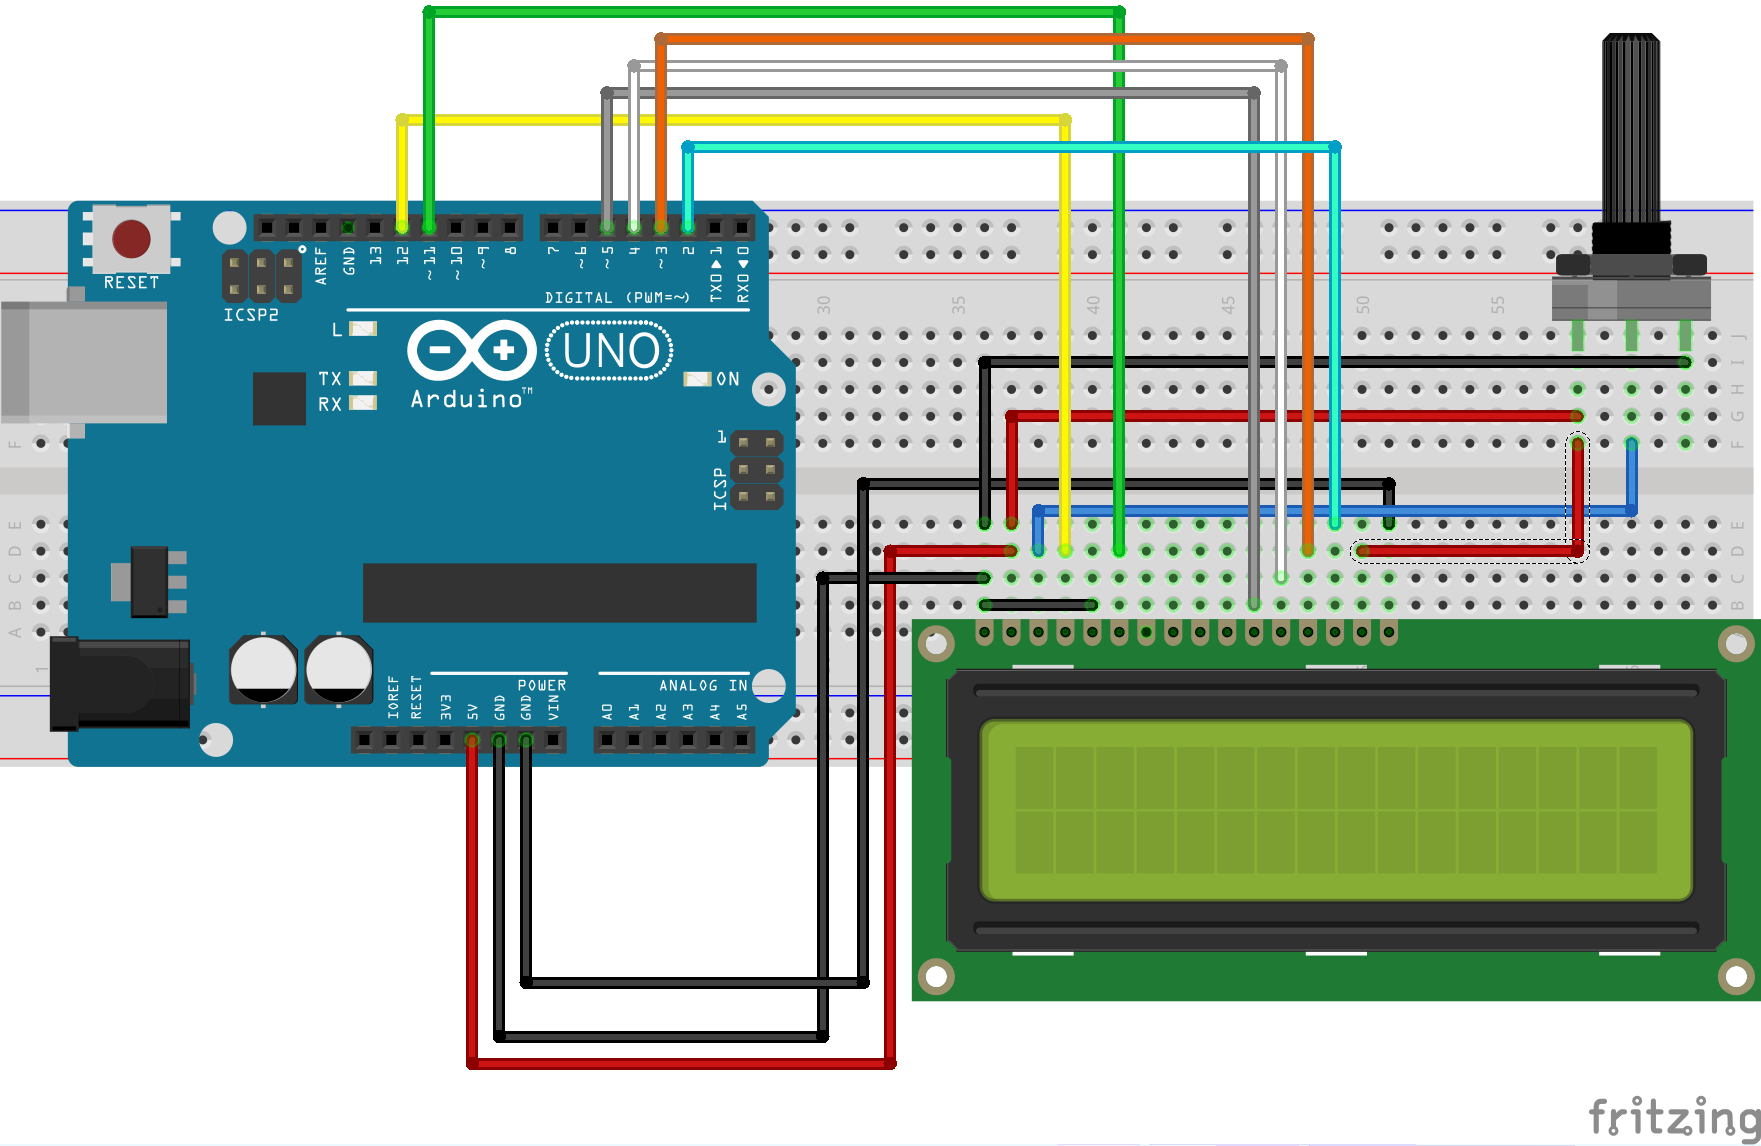 RESET
ICSP2
AREF
GND
13
12
~11
~10
~9
8
7
~6
~5
4
~3
2
TX0▶1
RX0◀0
DIGITAL (PWM=~)
L
TX
RX
UNO
Arduino™
ON
1
ICSP
IOREF
RESET
3V3
5V
GND
GND
VIN
POWER
ANALOG IN
A0
A1
A2
A3
A4
A5
30
35
40
45
50
55
J
I
H
G
F
E
D
C
B
F
E
D
C
B
A
1
fritzing